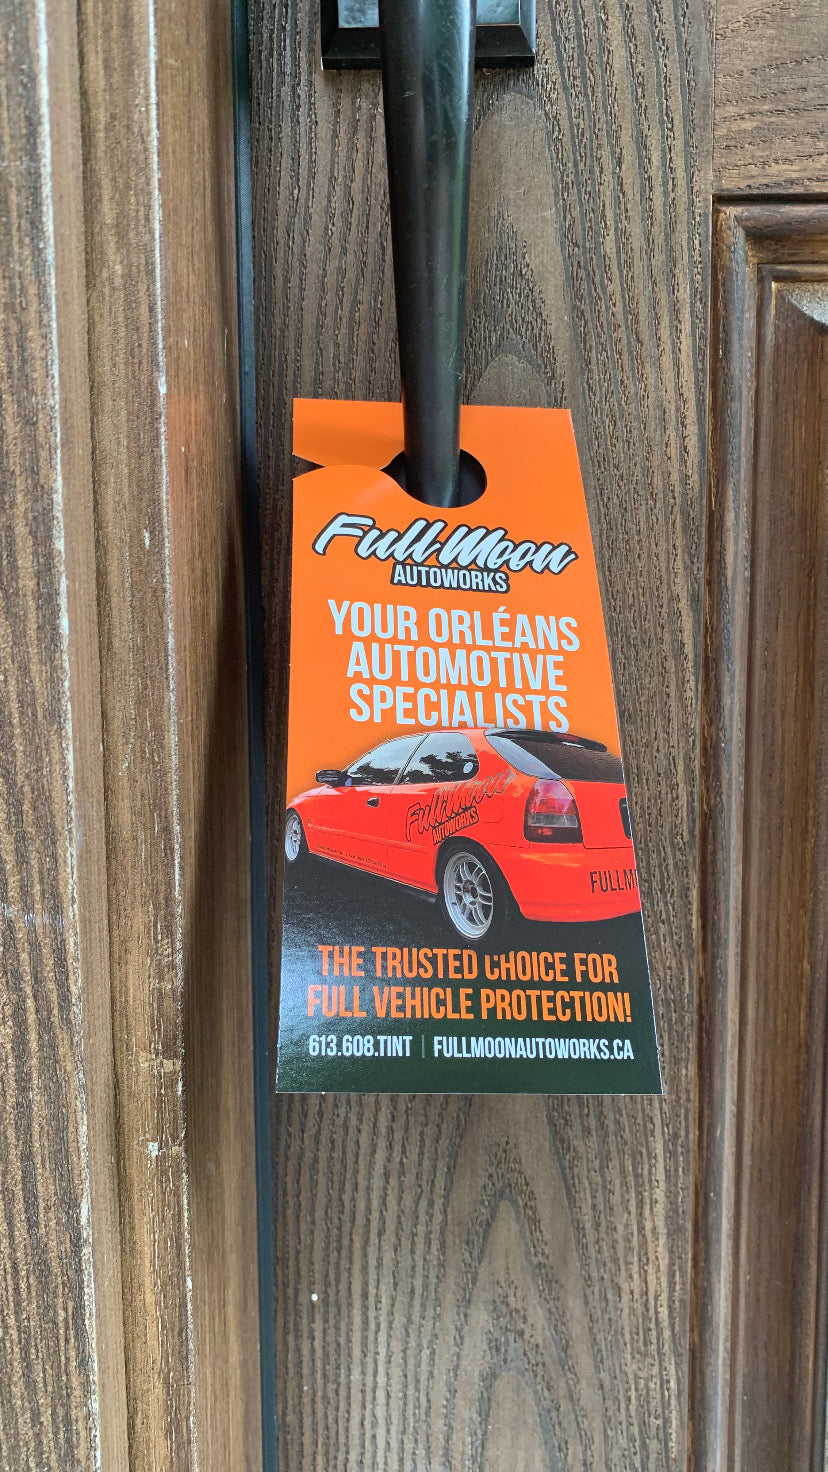 Full Moon
AUTOWORKS
YOUR ORLÉANS
AUTOMOTIVE
SPECIALISTS
Full Moon
AUTOWORKS
FULLM
THE TRUSTED CHOICE FOR
FULL VEHICLE PROTECTION!
613.608.TINT | FULLMOONAUTOWORKS.CA